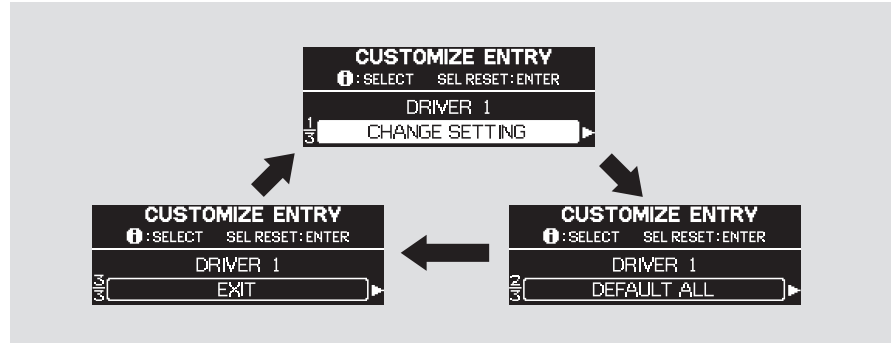 CUSTOMIZE ENTRY
i : SELECT SEL RESET : ENTER
DRIVER 1
1/3 CHANGE SETTING
CUSTOMIZE ENTRY
i : SELECT SEL RESET : ENTER
DRIVER 1
3/3 EXIT
CUSTOMIZE ENTRY
i : SELECT SEL RESET : ENTER
DRIVER 1
2/3 DEFAULT ALL